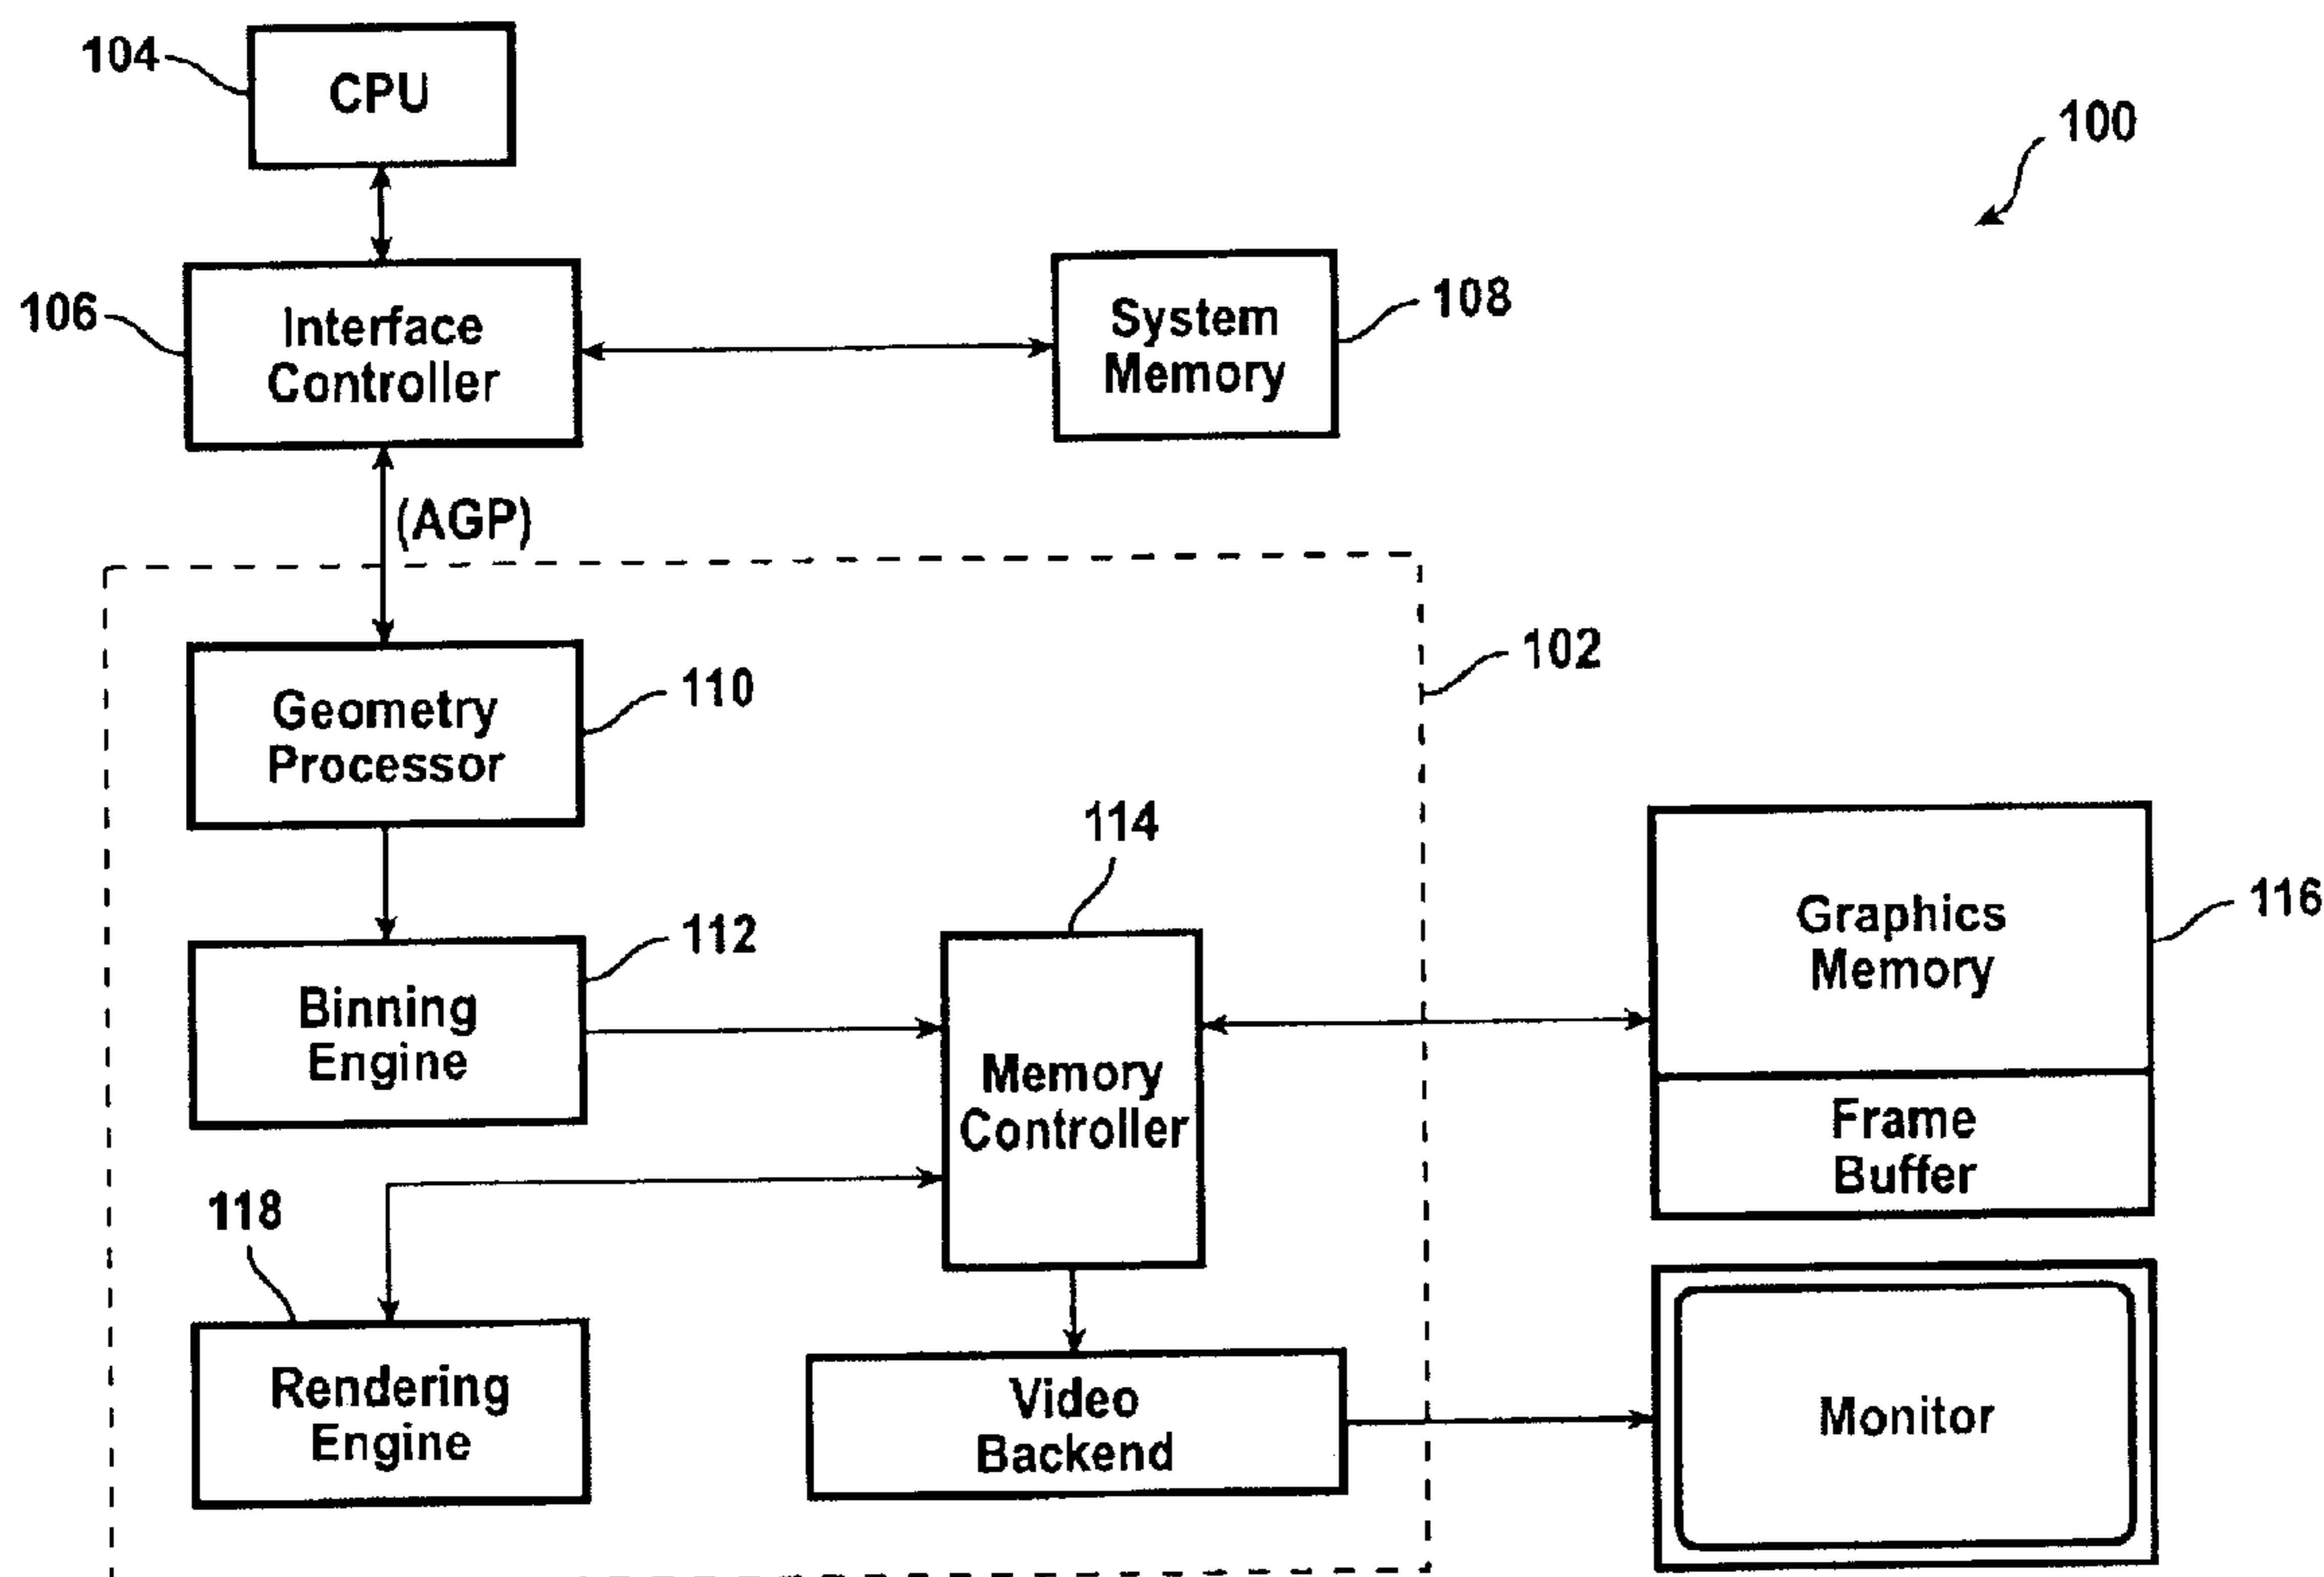 104
CPU
100
106
Interface
Controller
System
Memory
108
(AGP)
102
Geometry
Processor
110
114
112
Binning
Engine
Memory
Controller
Graphics
Memory
116
Frame
Buffer
118
Rendering
Engine
Video
Backend
Monitor